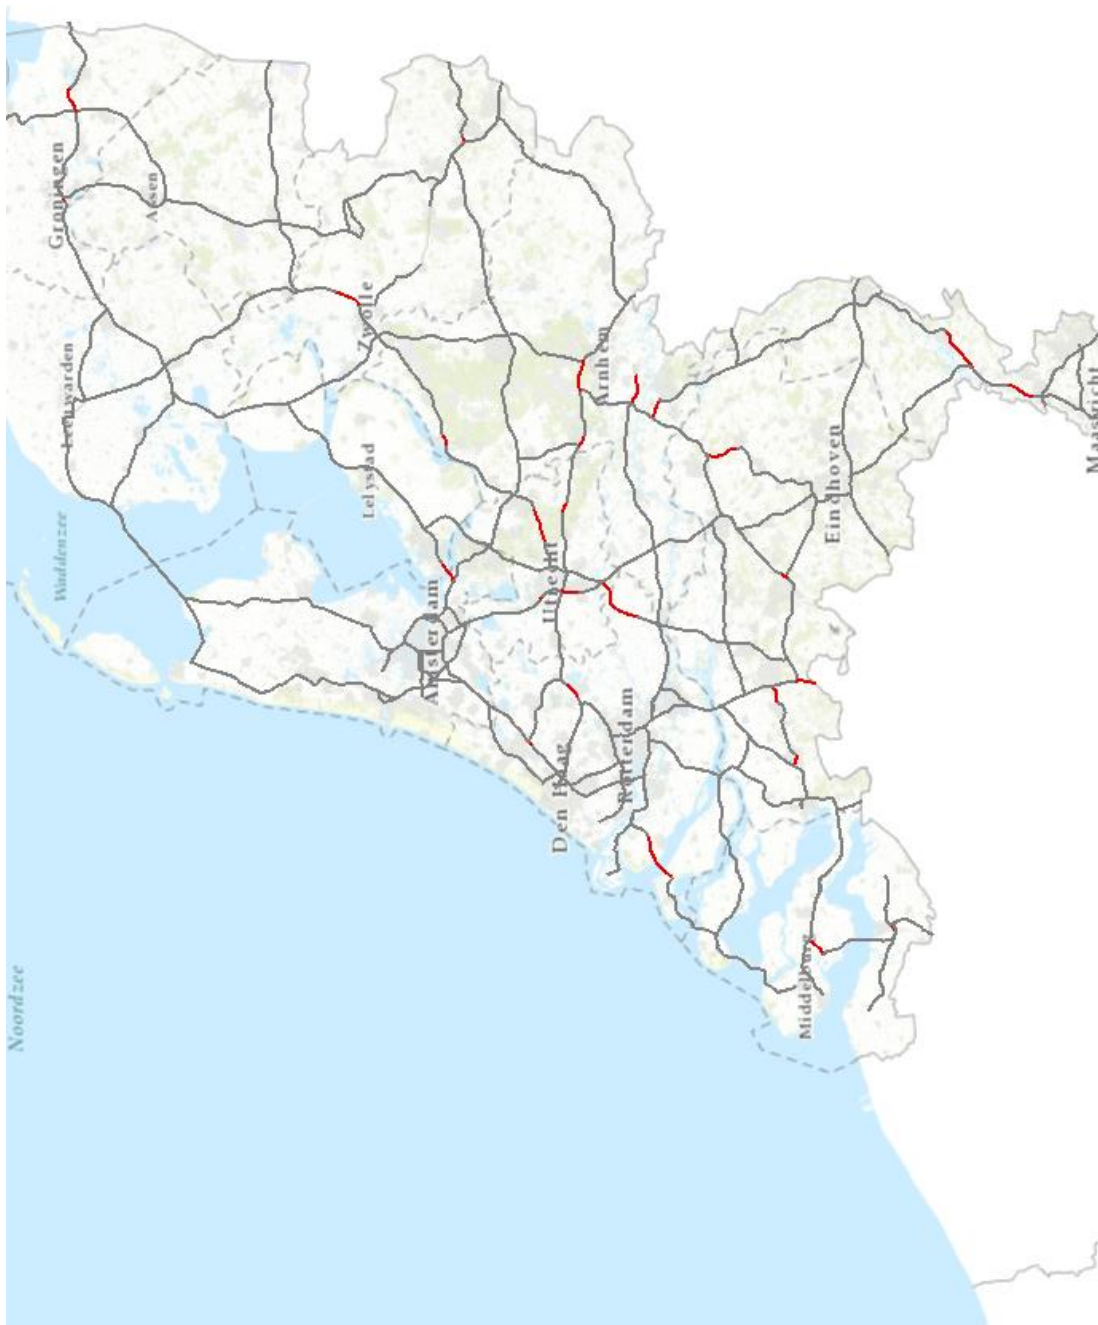 Groningen
Assen
Leeuwarden
Waddenzee
Zwolle
Lelystad
Amsterdam
Utrecht
Arnhem
Den Haag
Rotterdam
Eindhoven
Middelburg
Maastricht
Noordzee